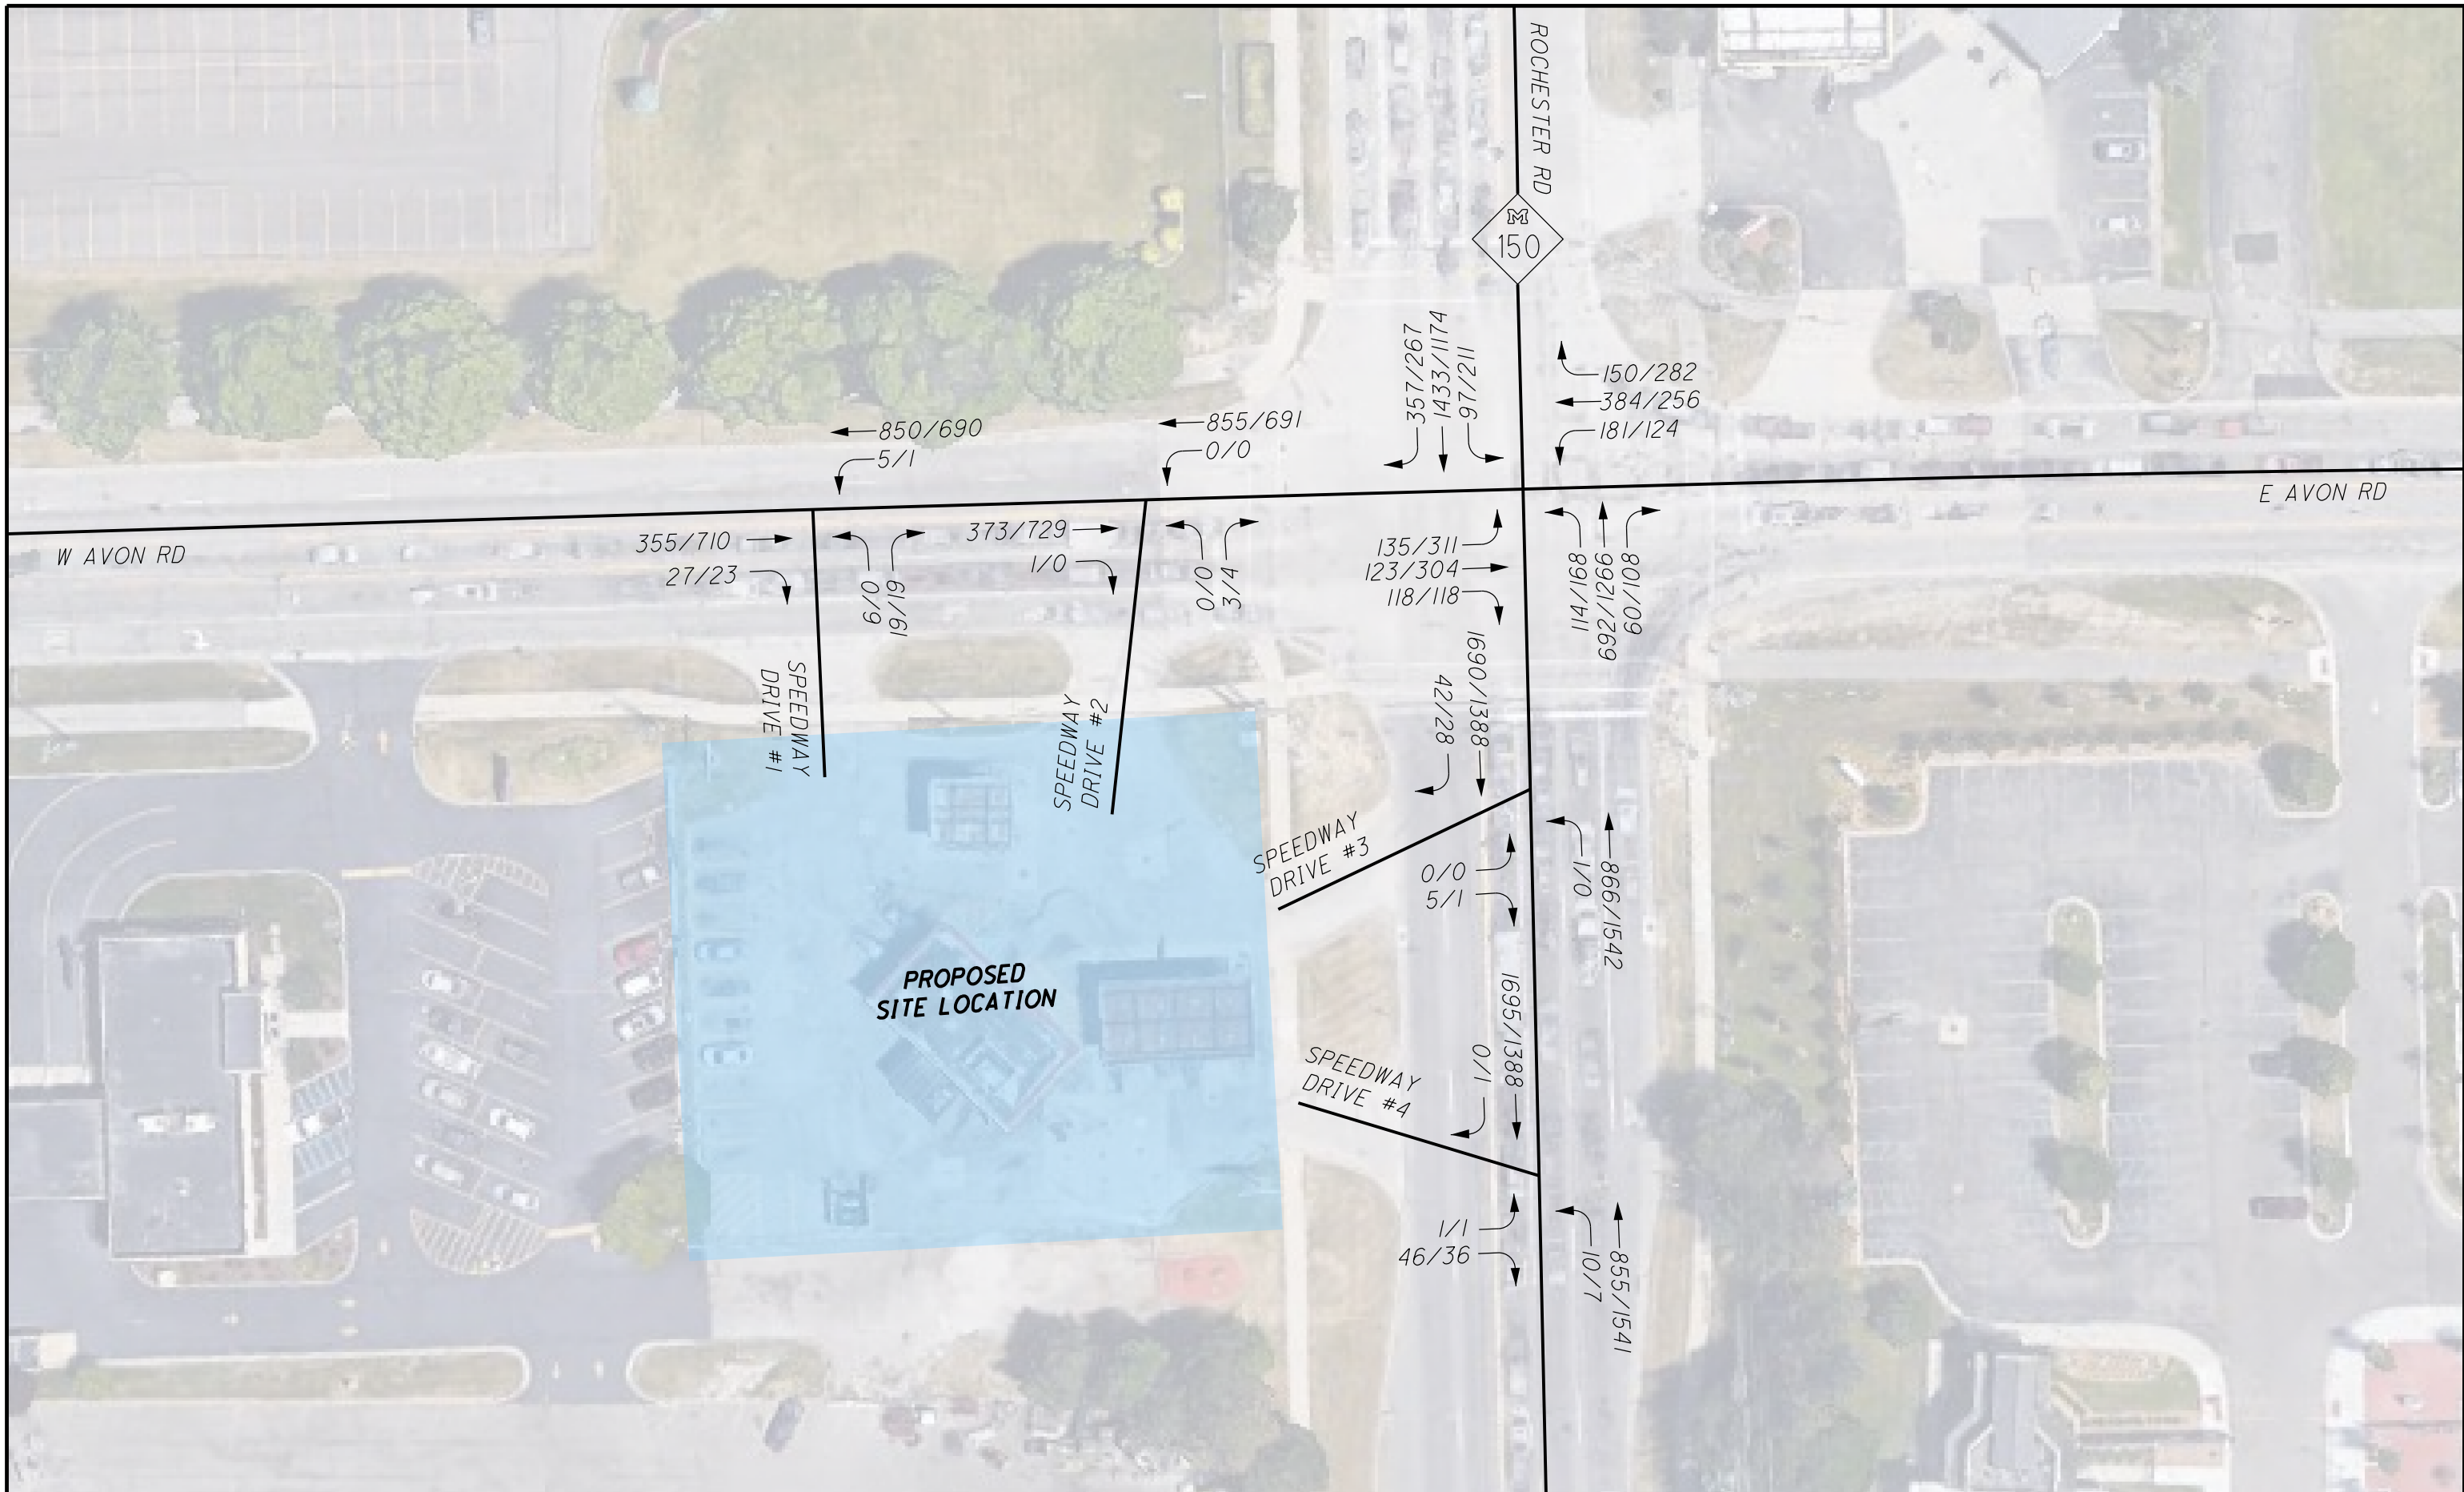 ROCHESTER RD
M
150
357/267
1433/1174
97/211
150/282
384/256
181/124
850/690
5/1
855/691
0/0
E AVON RD
W AVON RD
355/710
27/23
6/0
19/19
373/729
1/0
0/0
3/4
135/311
123/304
118/118
114/168
692/1266
60/108
SPEEDWAY
DRIVE #1
SPEEDWAY
DRIVE #2
42/28
1690/1388
SPEEDWAY
DRIVE #3
0/0
5/1
1/0
866/1542
PROPOSED
SITE LOCATION
0/1
1695/1388
SPEEDWAY
DRIVE #4
1/1
46/36
10/7
855/1541